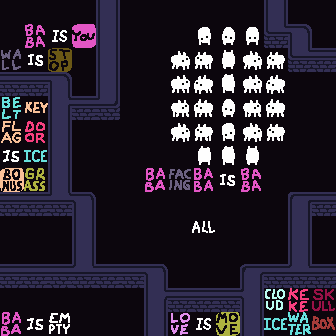 BABA IS YOU
WALL IS STOP
BELT KEY
FLAG DOOR
IS ICE
BONUS GRASS
BABA FACING BABA IS BABA
ALL
CLOUD KEKE SKULL
ICE WATER BOX
BABA IS EMPTY
LOVE IS MOVE